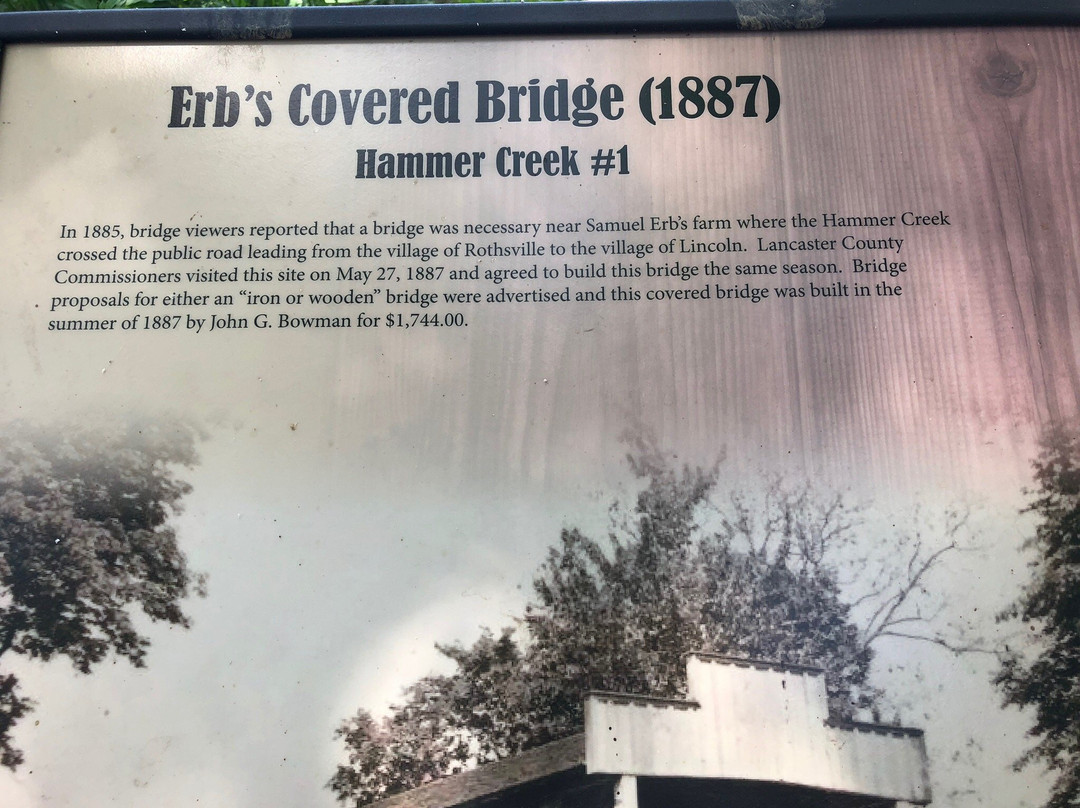 Erb's Covered Bridge (1887)
Hammer Creek #1
In 1885, bridge viewers reported that a bridge was necessary near Samuel Erb's farm where the Hammer Creek
crossed the public road leading from the village of Rothsville to the village of Lincoln.  Lancaster County
Commissioners visited this site on May 27, 1887 and agreed to build this bridge the same season.  Bridge
proposals for either an “iron or wooden” bridge were advertised and this covered bridge was built in the
summer of 1887 by John G. Bowman for $1,744.00.